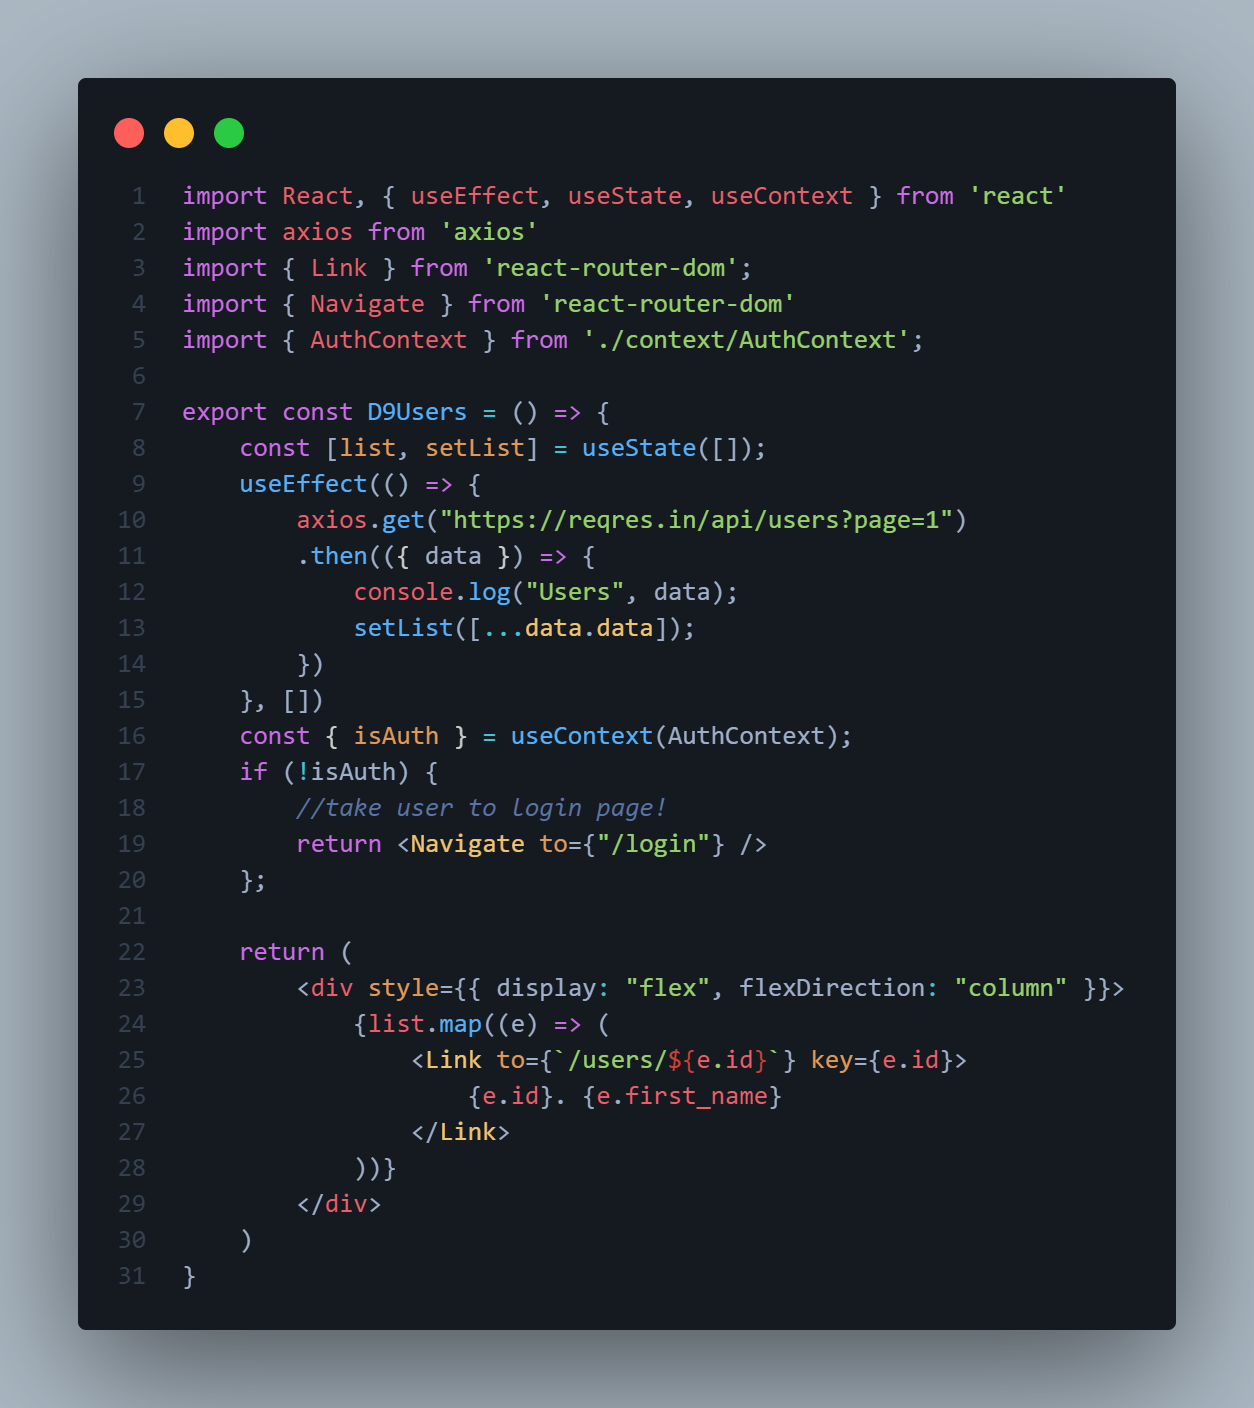 1 import React, { useEffect, useState, useContext } from 'react'
2 import axios from 'axios'
3 import { Link } from 'react-router-dom';
4 import { Navigate } from 'react-router-dom'
5 import { AuthContext } from './context/AuthContext';
6
7 export const D9Users = () => {
8     const [list, setList] = useState([]);
9     useEffect(() => {
10         axios.get("https://reqres.in/api/users?page=1")
11         .then(({ data }) => {
12             console.log("Users", data);
13             setList([...data.data]);
14         })
15     }, [])
16     const { isAuth } = useContext(AuthContext);
17     if (!isAuth) {
18         //take user to login page!
19         return <Navigate to={"/login"} />
20     };
21
22     return (
23         <div style={{ display: "flex", flexDirection: "column" }}>
24             {list.map((e) => (
25                 <Link to={`/users/${e.id}`} key={e.id}>
26                     {e.id}. {e.first_name}
27                 </Link>
28             ))}
29         </div>
30     )
31 }